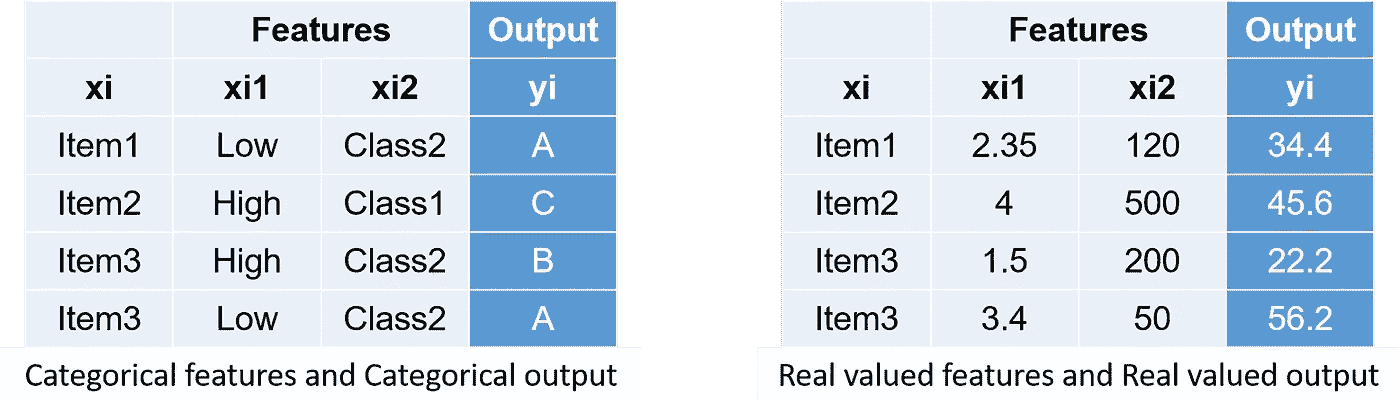 Features Output
xi xi1 xi2 yi
Item1 Low Class2 A
Item2 High Class1 C
Item3 High Class2 B
Item3 Low Class2 A
Categorical features and Categorical output
Features Output
xi xi1 xi2 yi
Item1 2.35 120 34.4
Item2 4 500 45.6
Item3 1.5 200 22.2
Item3 3.4 50 56.2
Real valued features and Real valued output